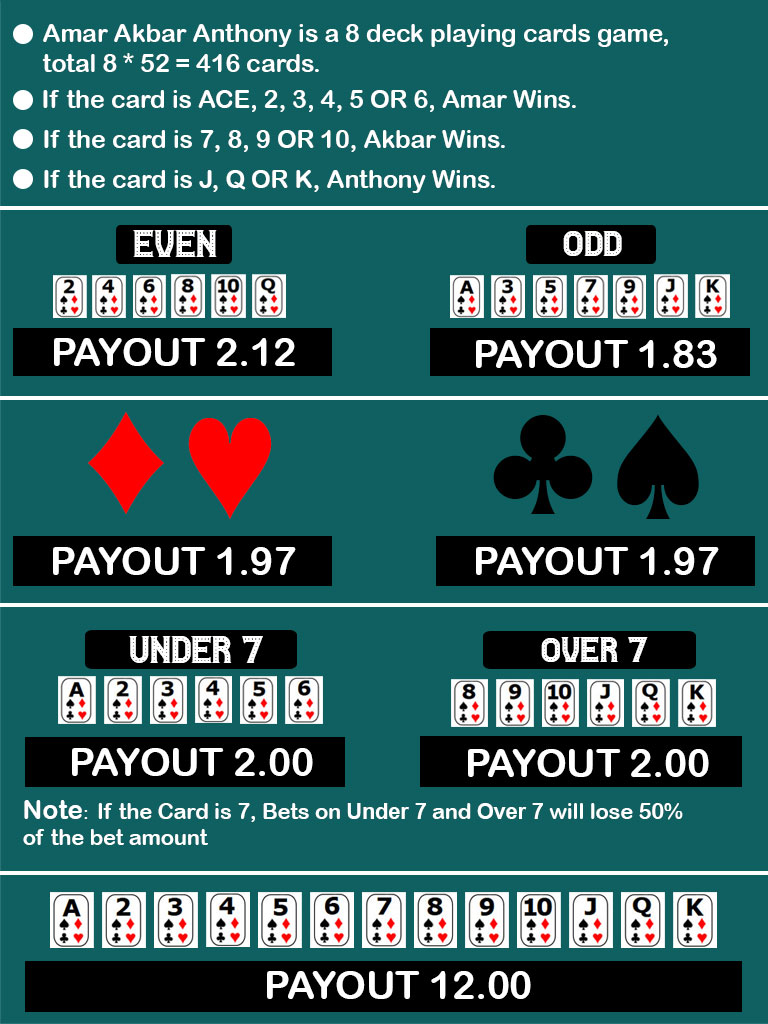 Amar Akbar Anthony is a 8 deck playing cards game,
total 8 * 52 = 416 cards.
If the card is ACE, 2, 3, 4, 5 OR 6, Amar Wins.
If the card is 7, 8, 9 OR 10, Akbar Wins.
If the card is J, Q OR K, Anthony Wins.
EVEN
2 4 6 8 10 Q
PAYOUT 2.12
ODD
A 3 5 7 9 J K
PAYOUT 1.83
PAYOUT 1.97
PAYOUT 1.97
UNDER 7
A 2 3 4 5 6
PAYOUT 2.00
OVER 7
8 9 10 J Q K
PAYOUT 2.00
Note: If the Card is 7, Bets on Under 7 and Over 7 will lose 50%
of the bet amount
A 2 3 4 5 6 7 8 9 10 J Q K
PAYOUT 12.00